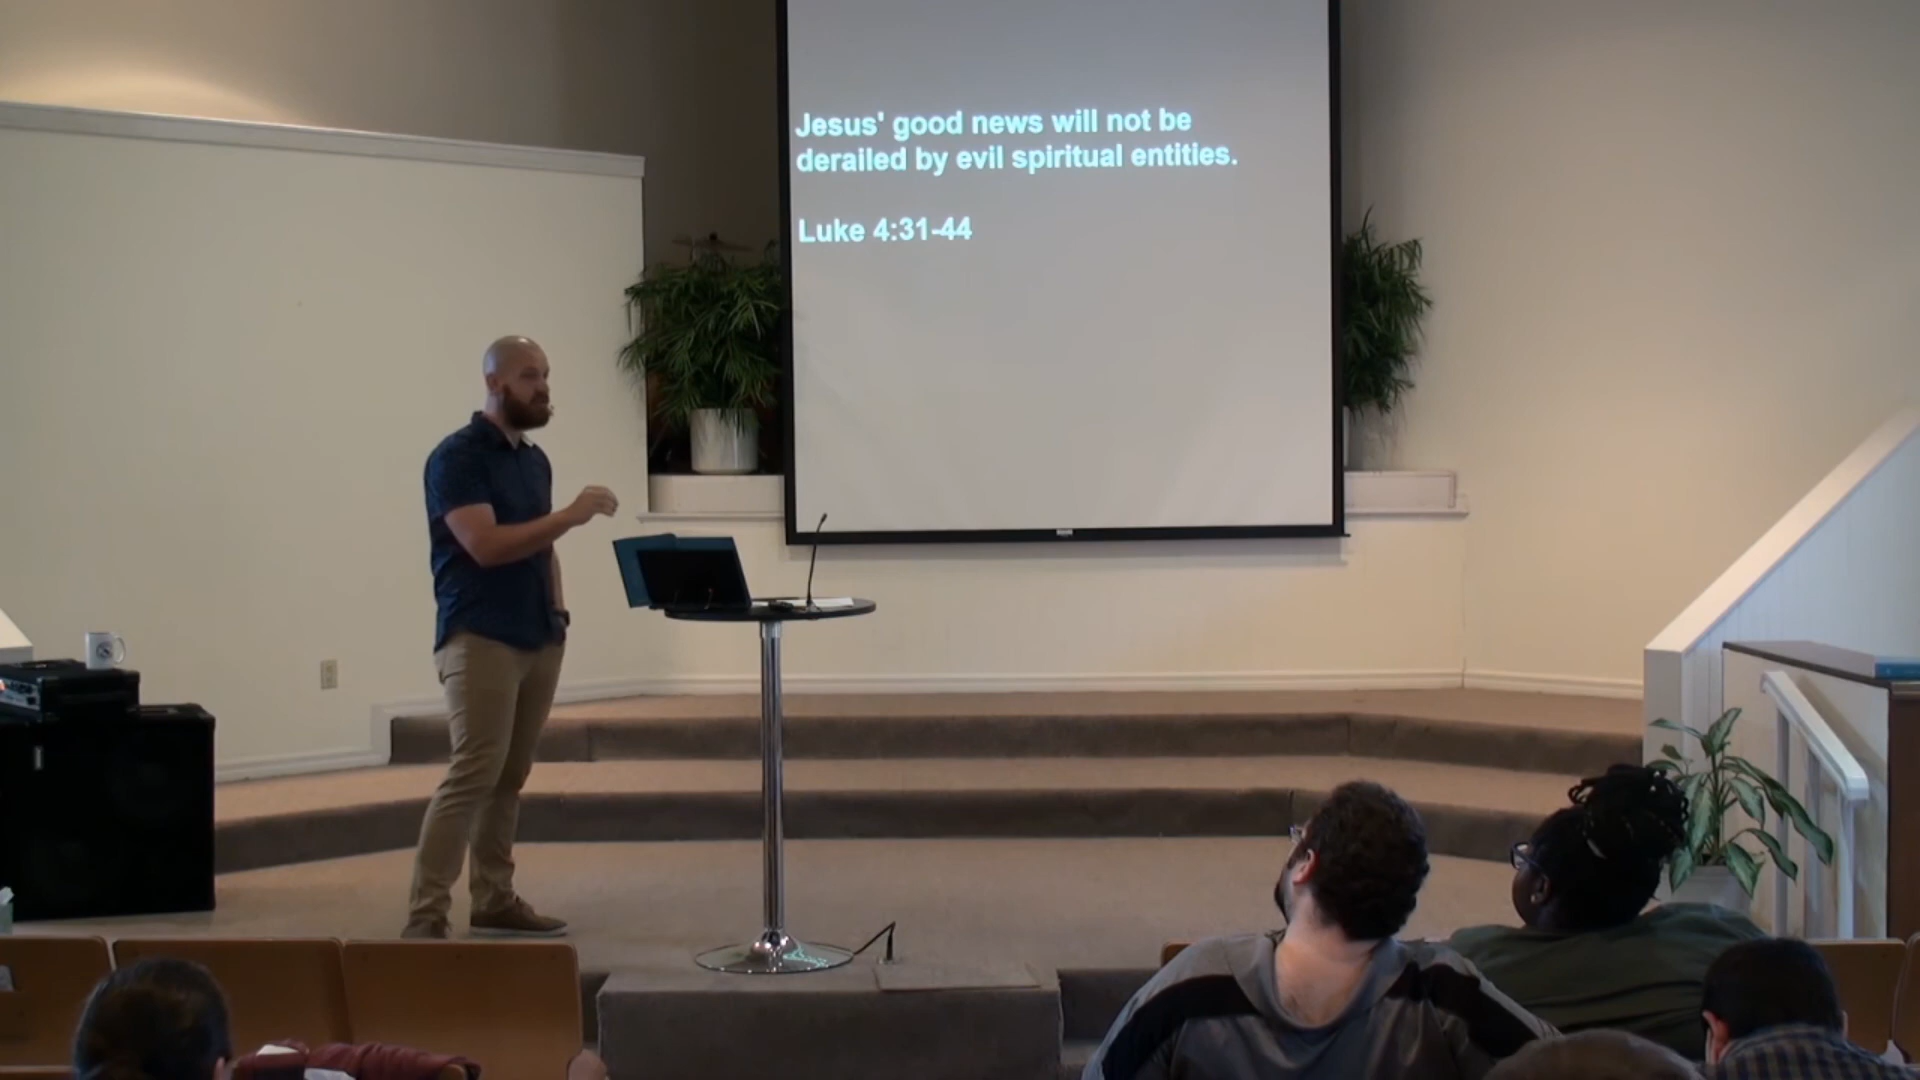 Jesus' good news will not be
derailed by evil spiritual entities.
Luke 4:31-44